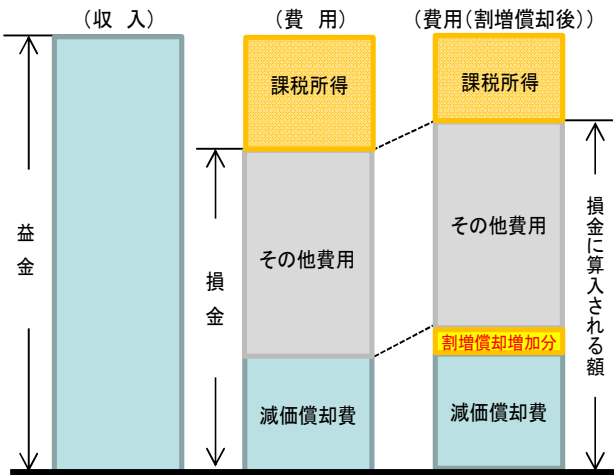 （収　入）
（費　用）
（費用（割増償却後））
益金
課税所得
その他費用
減価償却費
損金
課税所得
その他費用
割増償却増加分
減価償却費
損金に算入される額